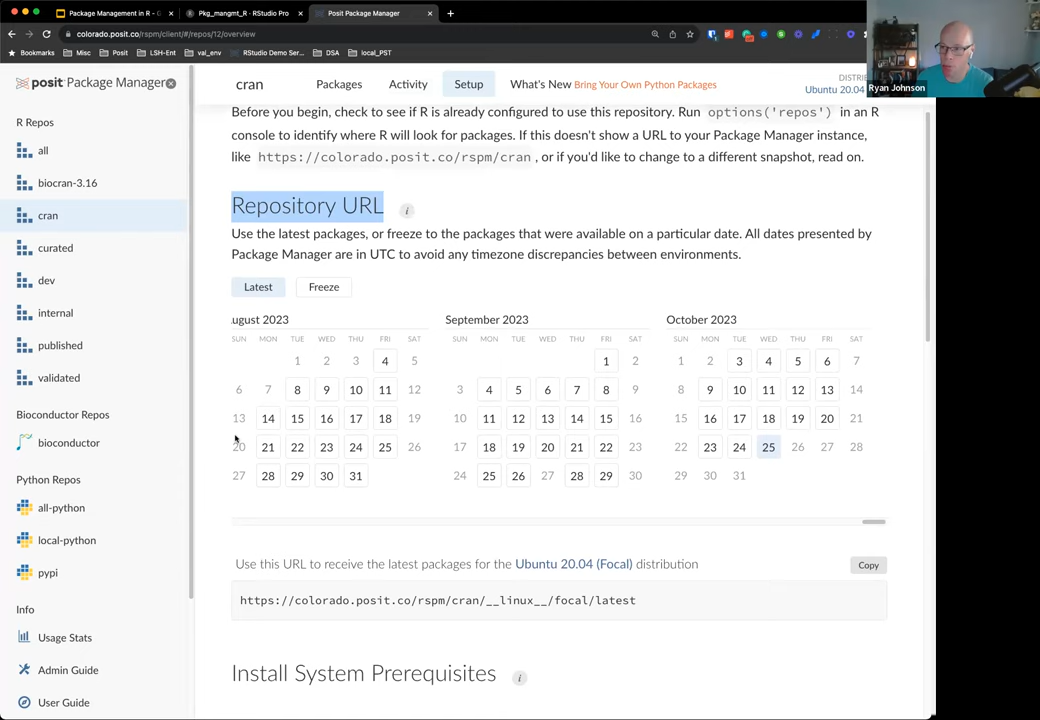 Package Management in R - G
Pkg_mangmt_R · RStudio Pro
Posit Package Manager
colorado.posit.co/rspm/client/#/repos/12/overview
Bookmarks
Misc
Posit
LSH-Ent
val_env
RStudio Demo Ser...
DSA
local_PST
Ryan Johnson
posit Package Manager
cran
Packages
Activity
Setup
What's New Bring Your Own Python Packages
Ubuntu 20.04
R Repos
all
biocran-3.16
cran
curated
dev
internal
published
validated
Bioconductor Repos
bioconductor
Python Repos
all-python
local-python
pypi
Info
Usage Stats
Admin Guide
User Guide
Before you begin, check to see if R is already configured to use this repository. Run options('repos') in an R
console to identify where R will look for packages. If this doesn't show a URL to your Package Manager instance,
like https://colorado.posit.co/rspm/cran, or if you'd like to change to a different snapshot, read on.
Repository URL
Use the latest packages, or freeze to the packages that were available on a particular date. All dates presented by
Package Manager are in UTC to avoid any timezone discrepancies between environments.
Latest
Freeze
ugust 2023
SUN MON TUE WED THU FRI SAT
1 2 3 4 5
6 7 8 9 10 11 12
13 14 15 16 17 18 19
20 21 22 23 24 25 26
27 28 29 30 31
September 2023
SUN MON TUE WED THU FRI SAT
1 2
3 4 5 6 7 8 9
10 11 12 13 14 15 16
17 18 19 20 21 22 23
24 25 26 27 28 29 30
October 2023
SUN MON TUE WED THU FRI SAT
1 2 3 4 5 6 7
8 9 10 11 12 13 14
15 16 17 18 19 20 21
22 23 24 25 26 27 28
29 30 31
Use this URL to receive the latest packages for the Ubuntu 20.04 (Focal) distribution
Copy
https://colorado.posit.co/rspm/cran/__linux__/focal/latest
Install System Prerequisites